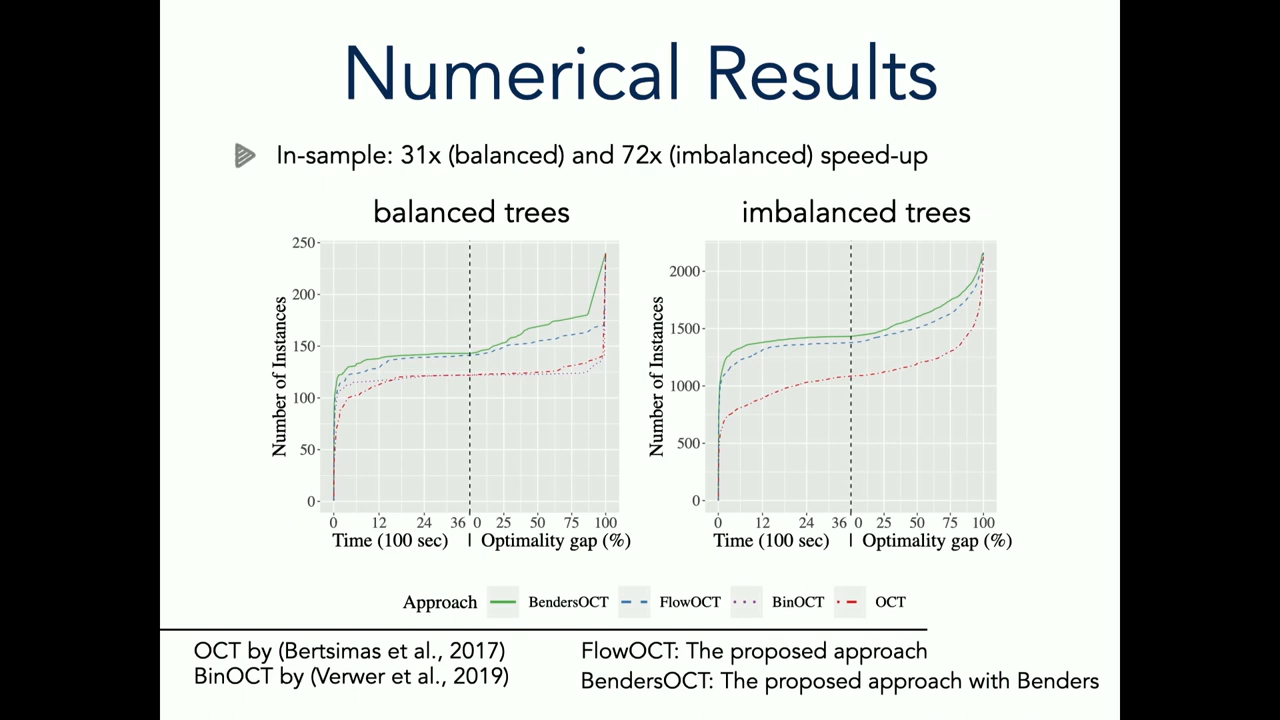 Numerical Results
In-sample: 31x (balanced) and 72x (imbalanced) speed-up
balanced trees
Number of Instances
250
200
150
100
50
0
0 12 24 36 0 25 50 75 100
Time (100 sec) | Optimality gap (%)
imbalanced trees
Number of Instances
2000
1500
1000
500
0
0 12 24 36 0 25 50 75 100
Time (100 sec) | Optimality gap (%)
Approach BendersOCT FlowOCT BinOCT OCT
OCT by (Bertsimas et al., 2017)
BinOCT by (Verwer et al., 2019)
FlowOCT: The proposed approach
BendersOCT: The proposed approach with Benders